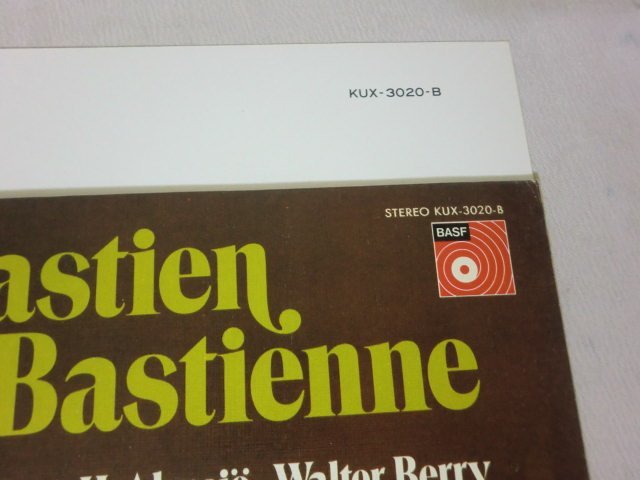 KUX-3020-B
STEREO KUX-3020-B
BASF
astien
Bastienne
Walter Berry